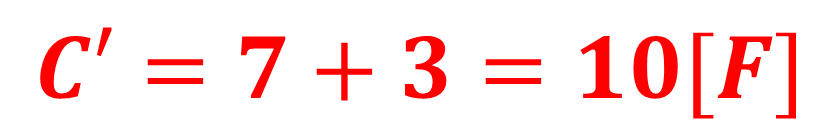 C′ = 7 + 3 = 10[F]